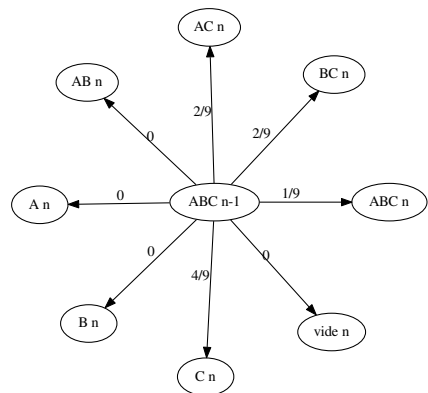 AC n
BC n
AB n
2/9
2/9
0
ABC n-1
1/9
ABC n
0
A n
0
0
4/9
B n
vide n
C n